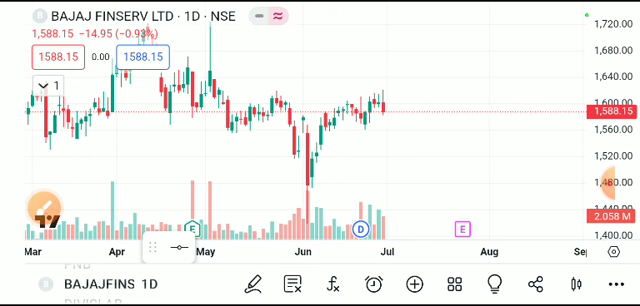 B BAJAJ FINSERV LTD · 1D · NSE
1,588.15 −14.95 (−0.93%)
1588.15 0.00 1588.15
1
1,720.00
1,680.00
1,640.00
1,600.00
1,588.15
1,560.00
1,520.00
1,480.00
2.058 M
1,400.00
E D E
Mar Apr May Jun Jul Aug
B BAJAJFINS 1D